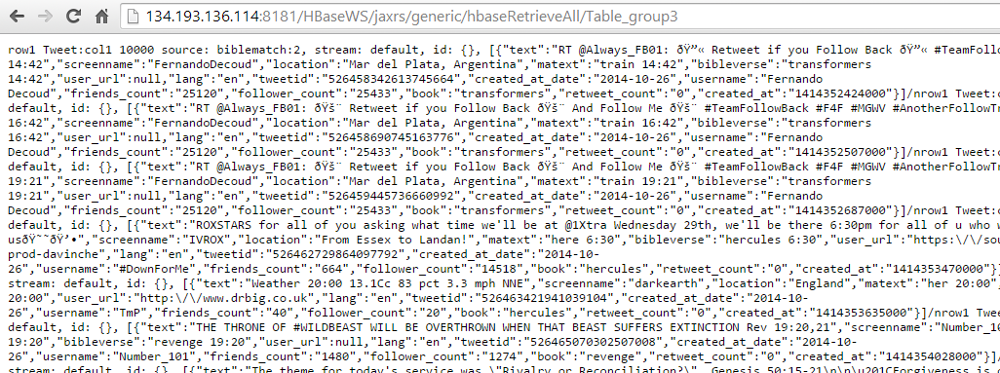 134.193.136.114:8181/HBaseWS/jaxrs/generic/hbaseRetrieveAll/Table_group3
row1 Tweet:col1 10000 source: biblematch:2, stream: default, id: {}, [{"text":"RT @Always_FB01: ðŸ”« Retweet if you Follow Back ðŸ”« #TeamFollo
14:42","screenname":"FernandoDecoud","location":"Mar del Plata, Argentina","matext":"train 14:42","bibleverse":"transformers
14:42","user_url":null,"lang":"en","tweetid":"526458342613745664","created_at_date":"2014-10-26","username":"Fernando
Decoud","friends_count":"25120","follower_count":"25433","book":"transformers","retweet_count":"0","created_at":"1414352424000"}]/nrow1 Tweet:c
default, id: {}, [{"text":"RT @Always_FB01: ðŸš¨ Retweet if you Follow Back ðŸš¨ And Follow Me ðŸš¨ #TeamFollowBack #F4F #MGWV #AnotherFollowTr
16:42","screenname":"FernandoDecoud","location":"Mar del Plata, Argentina","matext":"train 16:42","bibleverse":"transformers
16:42","user_url":null,"lang":"en","tweetid":"526458690745163776","created_at_date":"2014-10-26","username":"Fernando
Decoud","friends_count":"25120","follower_count":"25433","book":"transformers","retweet_count":"0","created_at":"1414352507000"}]/nrow1 Tweet:c
default, id: {}, [{"text":"RT @Always_FB01: ðŸš¨ Retweet if you Follow Back ðŸš¨ And Follow Me ðŸš¨ #TeamFollowBack #F4F #MGWV #AnotherFollowTr
19:21","screenname":"FernandoDecoud","location":"Mar del Plata, Argentina","matext":"train 19:21","bibleverse":"transformers
19:21","user_url":null,"lang":"en","tweetid":"526459445736660992","created_at_date":"2014-10-26","username":"Fernando
Decoud","friends_count":"25120","follower_count":"25433","book":"transformers","retweet_count":"0","created_at":"1414352687000"}]/nrow1 Tweet:c
default, id: {}, [{"text":"ROXSTARS for all of you asking what time we'll be at @1Xtra Wednesday 29th, we'll be there 6:30pm for all of u who w
usðŸ˜˜ðŸ’•","screenname":"IVROX","location":"From Essex to Landan!","matext":"here 6:30","bibleverse":"hercules 6:30","user_url":"https:\/\/sou
prod-davinche","lang":"en","tweetid":"526462729864097792","created_at_date":"2014-10-
26","username":"#DownForMe","friends_count":"664","follower_count":"14518","book":"hercules","retweet_count":"0","created_at":"1414353470000"}]
stream: default, id: {}, [{"text":"Weather 20:00 13.1Cc 83 pct 3.3 mph NNE","screenname":"darkearth","location":"England","matext":"her 20:00",
20:00","user_url":"http:\/\/www.drbig.co.uk","lang":"en","tweetid":"526463421941039104","created_at_date":"2014-10-
26","username":"TmP","friends_count":"40","follower_count":"20","book":"hercules","retweet_count":"0","created_at":"1414353635000"}]/nrow1 Twee
default, id: {}, [{"text":"THE THRONE OF #WILDBEAST WILL BE OVERTHROWN WHEN THAT BEAST SUFFERS EXTINCTION Rev 19:20,21","screenname":"Number_10
19:20","bibleverse":"revenge 19:20","user_url":null,"lang":"en","tweetid":"526465070302507008","created_at_date":"2014-10-
26","username":"Number_101","friends_count":"1480","follower_count":"1274","book":"revenge","retweet_count":"0","created_at":"1414354028000"}]/
stream: default, id: {}, [{"text":"The theme for today's service was \"Rivalry or Reconciliation?\". Genesis 50:15-21\n\n\u201CForgiveness is